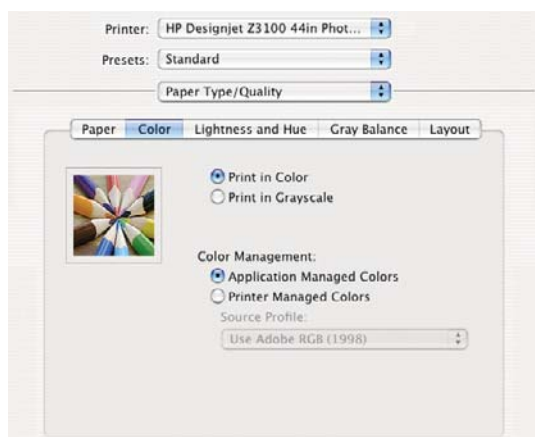 Printer: HP Designjet Z3100 44in Phot...
Presets: Standard
Paper Type/Quality
Paper Color Lightness and Hue Gray Balance Layout
Print in Color
Print in Grayscale
Color Management:
Application Managed Colors
Printer Managed Colors
Source Profile:
Use Adobe RGB (1998)